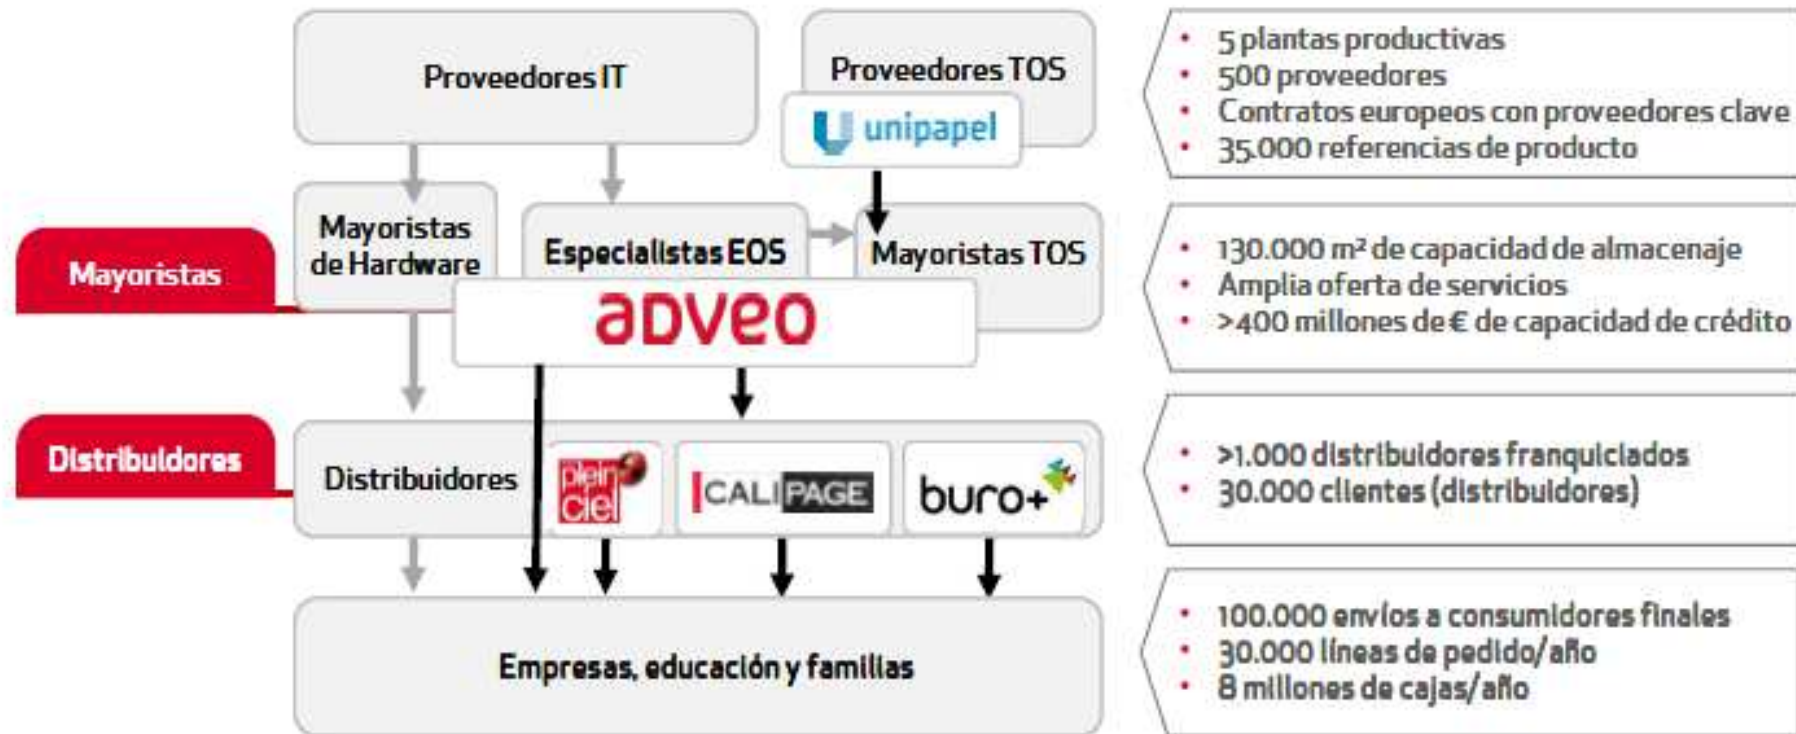 Proveedores IT
Proveedores TOS
unipapel
• 5 plantas productivas
• 500 proveedores
• Contratos europeos con proveedores clave
• 35.000 referencias de producto
Mayoristas
Mayoristas
de Hardware
Especialistas EOS
Mayoristas TOS
aDVeo
• 130.000 m² de capacidad de almacenaje
• Amplia oferta de servicios
• >400 millones de € de capacidad de crédito
Distribuidores
Distribuidores
plein
ciel
CALIPAGE
buro+
• >1.000 distribuidores franquiciados
• 30.000 clientes (distribuidores)
Empresas, educación y familias
• 100.000 envíos a consumidores finales
• 30.000 líneas de pedido/año
• 8 millones de cajas/año